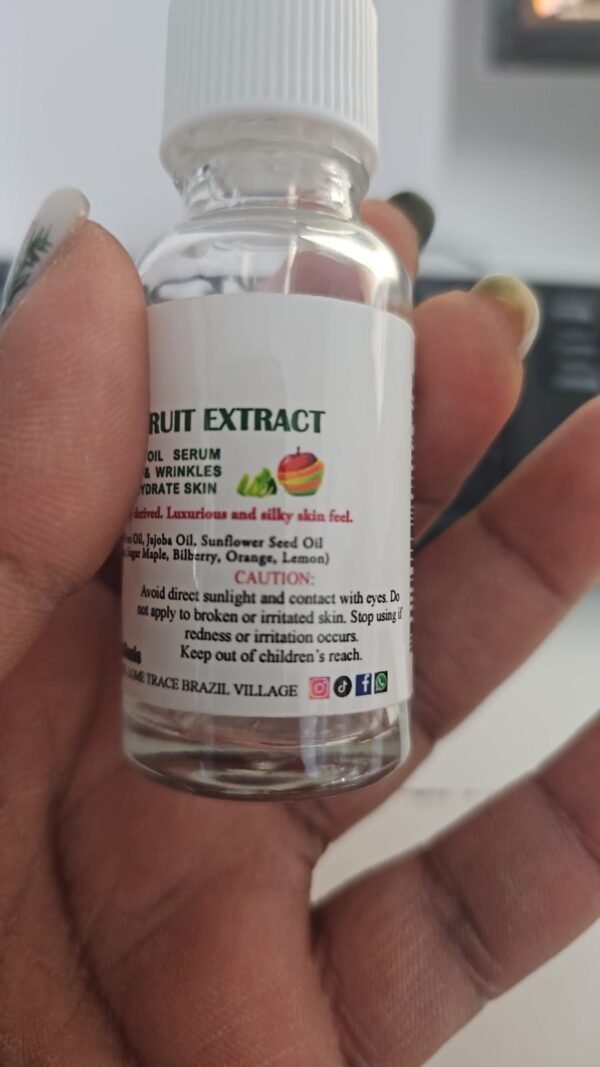 RUIT EXTRACT
OIL SERUM
& WRINKLES
YDRATE SKIN
derived. Luxurious and silky skin feel.
Oil, Jojoba Oil, Sunflower Seed Oil
Maple, Bilberry, Orange, Lemon)
CAUTION:
Avoid direct sunlight and contact with eyes. Do
not apply to broken or irritated skin. Stop using if
redness or irritation occurs.
Keep out of children's reach.
TRACE BRAZIL VILLAGE